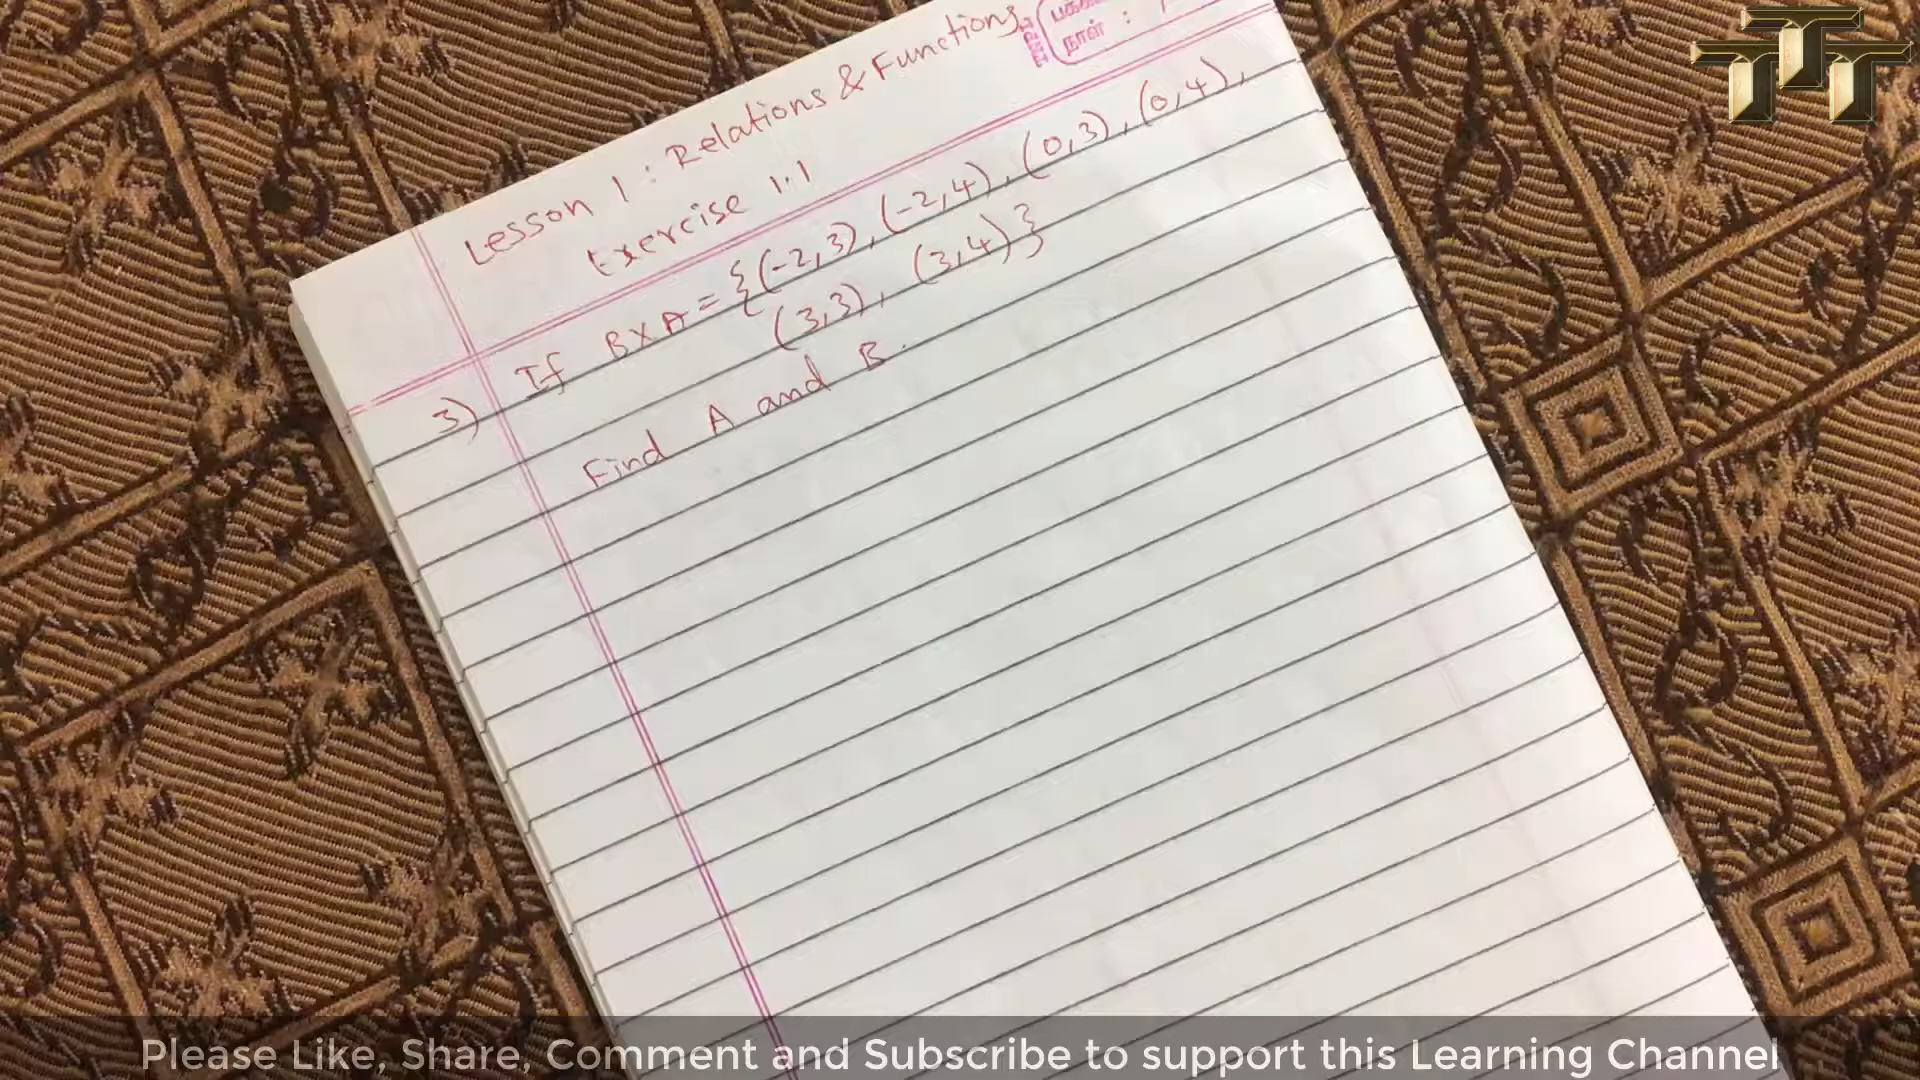 நாள் :
Lesson 1 : Relations & Functions
Exercise 1.1
3) If B×A = {(-2,3), (-2,4), (0,3), (0,4),
(3,3), (3,4)}
Find A and B.
TTT
Please Like, Share, Comment and Subscribe to support this Learning Channel